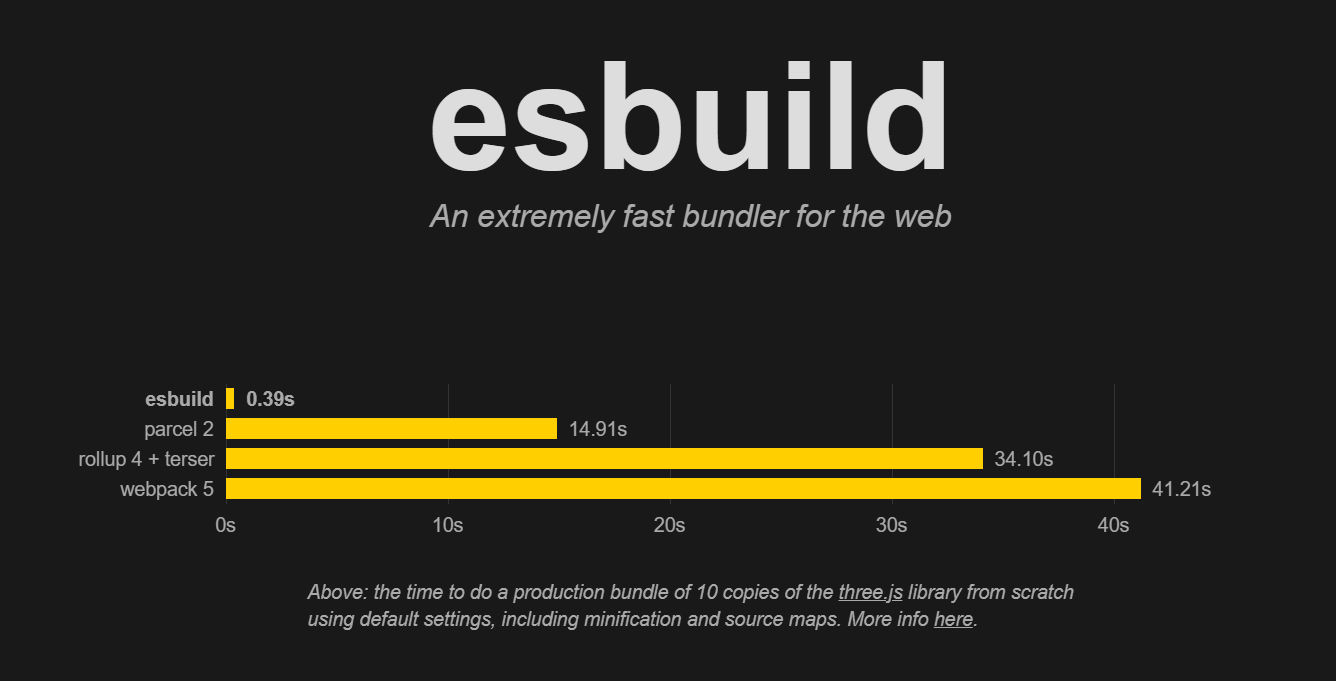 esbuild
An extremely fast bundler for the web
esbuild 0.39s
parcel 2 14.91s
rollup 4 + terser 34.10s
webpack 5 41.21s
0s 10s 20s 30s 40s
Above: the time to do a production bundle of 10 copies of the three.js library from scratch
using default settings, including minification and source maps. More info here.